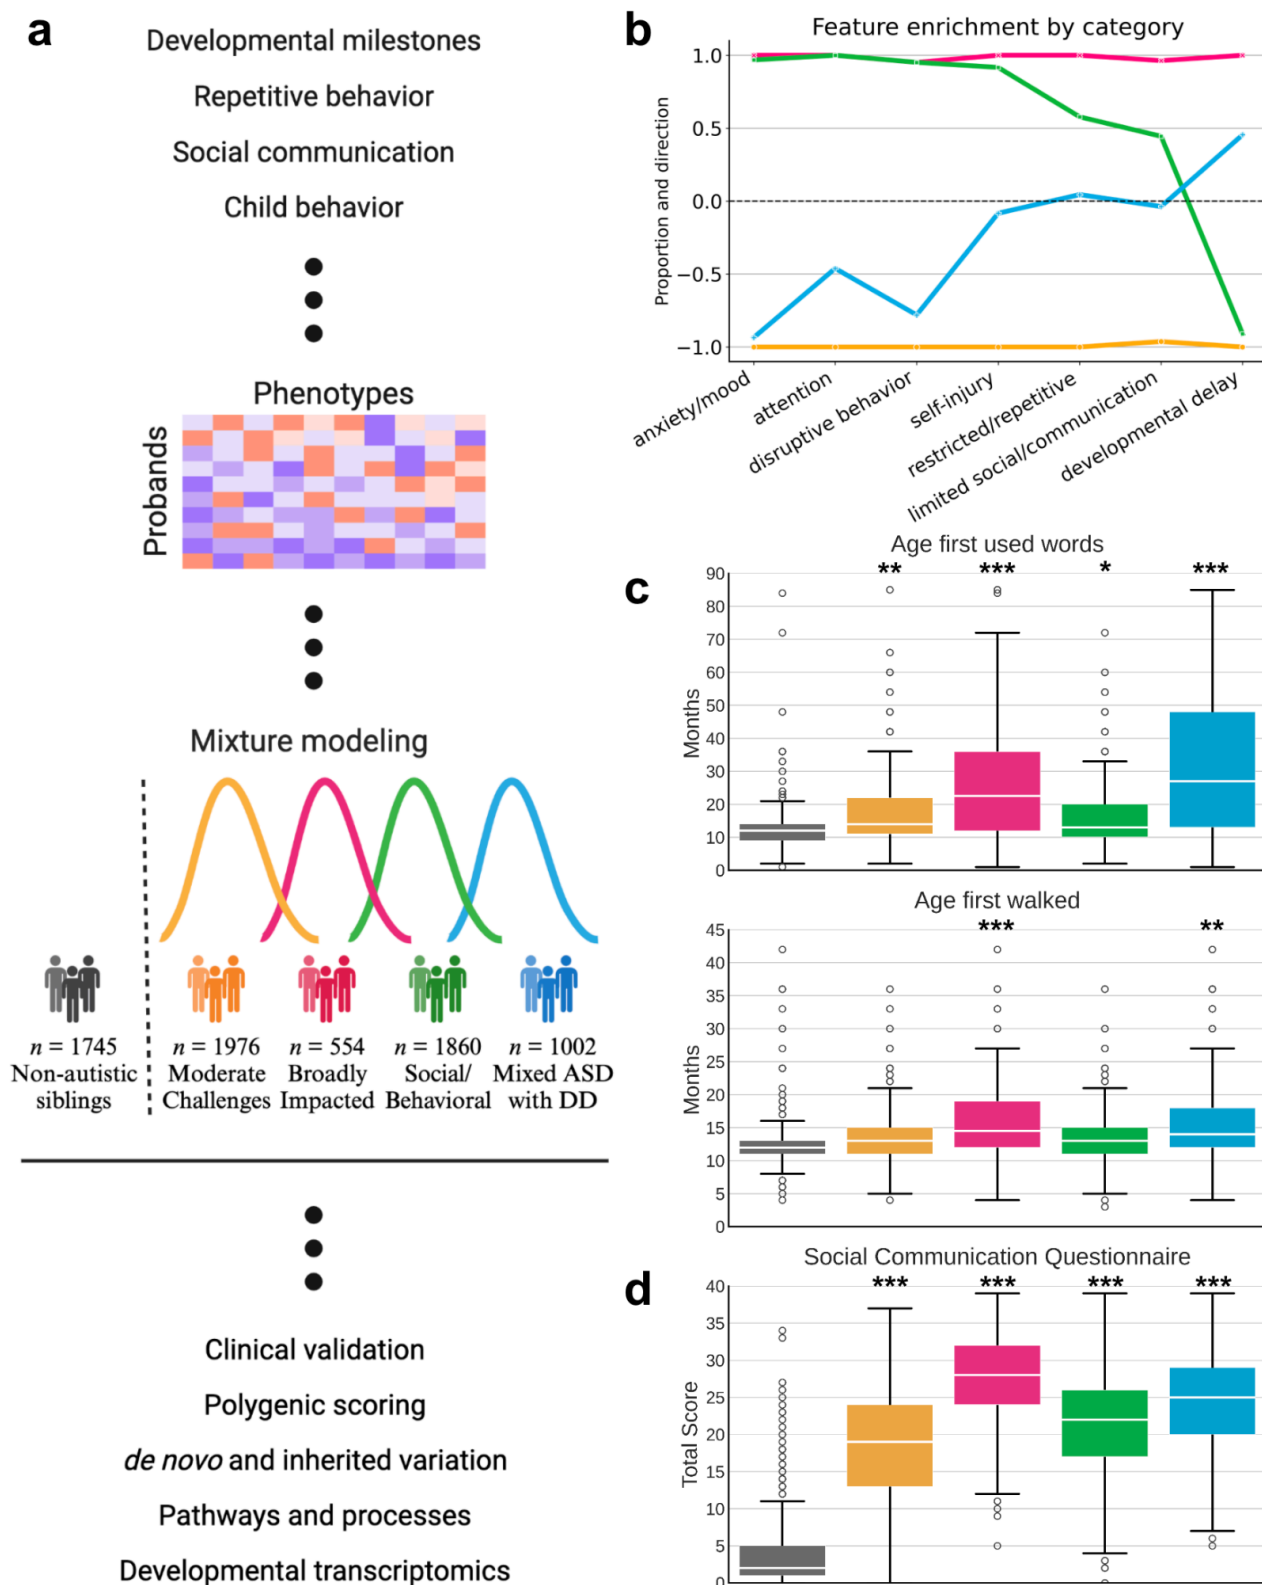 a
Developmental milestones
Repetitive behavior
Social communication
Child behavior
Phenotypes
Probands
Mixture modeling
n = 1745
Non-autistic
siblings
n = 1976
Moderate
Challenges
n = 554
Broadly
Impacted
n = 1860
Social/
Behavioral
n = 1002
Mixed ASD
with DD
Clinical validation
Polygenic scoring
de novo and inherited variation
Pathways and processes
Developmental transcriptomics
b
Feature enrichment by category
Proportion and direction
1.0
0.5
0.0
−0.5
−1.0
anxiety/mood
attention
disruptive behavior
self-injury
restricted/repetitive
limited social/communication
developmental delay
c
Age first used words
** *** * ***
Months
90
80
70
60
50
40
30
20
10
0
Age first walked
*** **
Months
45
40
35
30
25
20
15
10
5
0
d
Social Communication Questionnaire
*** *** *** ***
Total Score
40
35
30
25
20
15
10
5
0